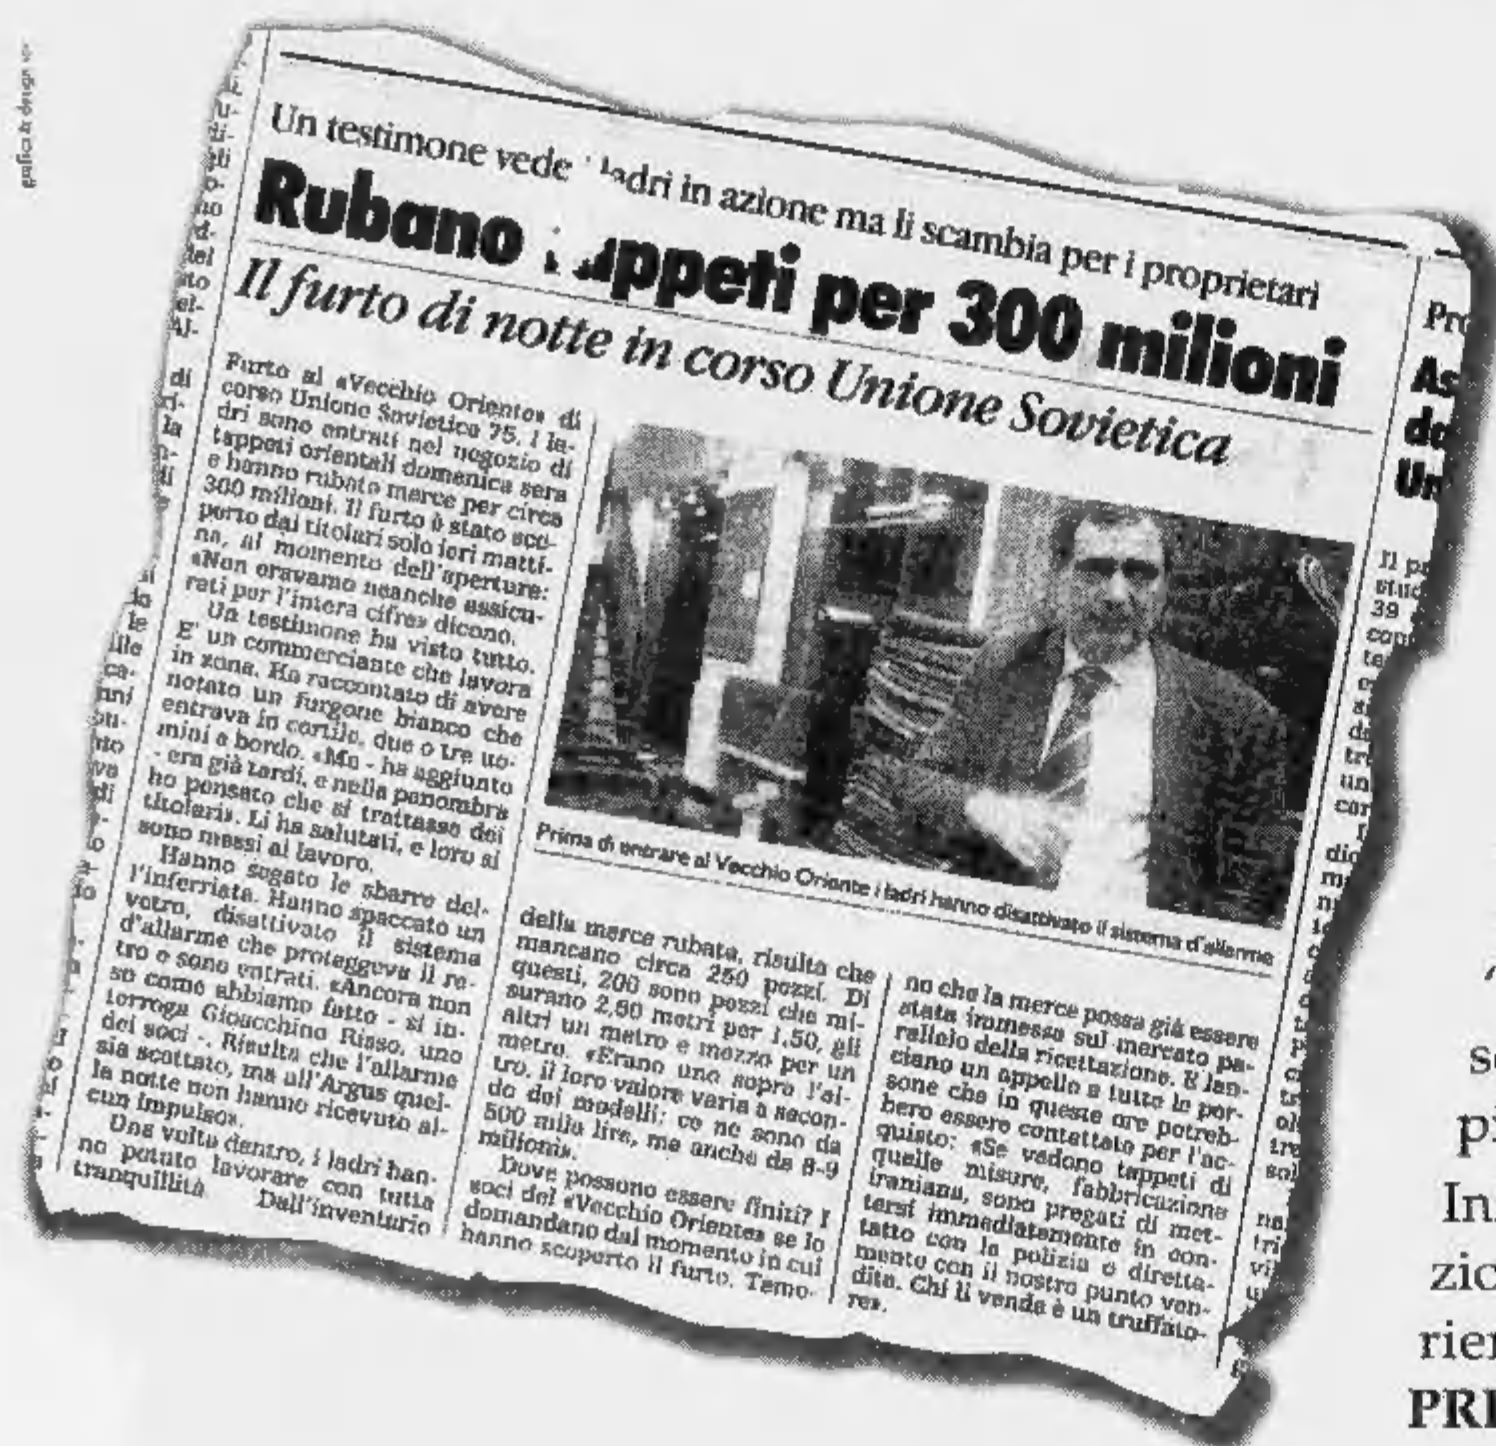 Un testimone vede i ladri in azione ma li scambia per i proprietari
Rubano tappeti per 300 milioni
Il furto di notte in corso Unione Sovietica
Furto al «Vecchio Oriente» di
corso Unione Sovietica 75. I la-
dri sono entrati nel negozio di
tappeti orientali domenica sera
e hanno rubato merce per circa
300 milioni. Il furto è stato sco-
perto dai titolari solo ieri matti-
na, al momento dell'apertura:
«Non eravamo neanche assicu-
rati per l'intera cifra» dicono.
Un testimone ha visto tutto.
E' un commerciante che lavora
in zona. Ha raccontato di avere
notato un furgone bianco che
entrava in cortile, due o tre uo-
mini a bordo. «Ma - ha aggiunto
- era già tardi, e nella penombra
ho pensato che si trattasse dei
titolari». Li ha salutati, e loro si
sono messi al lavoro.
Hanno segato le sbarre del-
l'inferriata. Hanno spaccato un
vetro, disattivato il sistema
d'allarme che proteggeva il re-
tro e sono entrati. «Ancora non
so come abbiano fatto - si in-
terroga Gioacchino Risso, uno
dei soci -. Risulta che l'allarme
sia scattato, ma all'Argus quel-
la notte non hanno ricevuto al-
cun impulso».
Una volta dentro, i ladri han-
no potuto lavorare con tutta
tranquillità
Dall'inventario
Prima di entrare al Vecchio Oriente i ladri hanno disattivato il sistema d'allarme
della merce rubata, risulta che
mancano circa 250 pezzi. Di
questi, 200 sono pezzi che mi-
surano 2,50 metri per 1,50, gli
altri un metro e mezzo per un
metro. «Erano uno sopra l'al-
tro, il loro valore varia a secon-
do dei modelli: ce ne sono da
500 mila lire, ma anche da 8-9
milioni».
Dove possono essere finiti? I
soci del «Vecchio Oriente» se lo
domandano dal momento in cui
hanno scoperto il furto. Temo-
no che la merce possa già essere
stata immessa sul mercato pa-
rallelo della ricettazione. E lan-
ciano un appello a tutte le per-
sone che in queste ore potreb-
bero essere contattate per l'ac-
quisto: «Se vedono tappeti di
quelle misure, fabbricazione
iraniana, sono pregati di met-
tersi immediatamente in con-
tatto con la polizia o diretta-
mente con il nostro punto ven-
dita. Chi li vende è un truffato-
re».